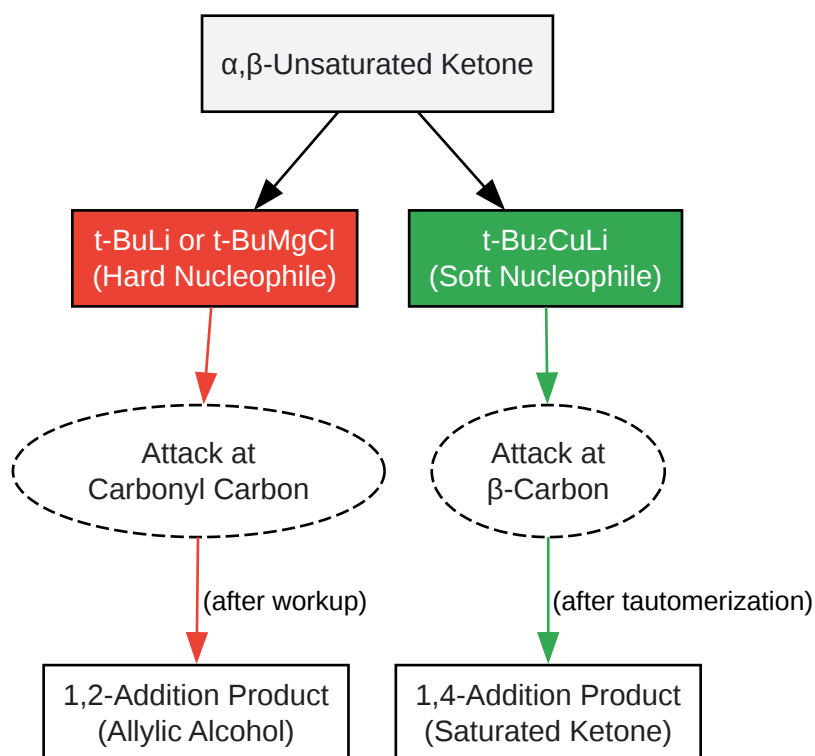 α,β-Unsaturated Ketone
t-BuLi or t-BuMgCl
(Hard Nucleophile)
t-Bu₂CuLi
(Soft Nucleophile)
Attack at
Carbonyl Carbon
Attack at
β-Carbon
(after workup)
(after tautomerization)
1,2-Addition Product
(Allylic Alcohol)
1,4-Addition Product
(Saturated Ketone)